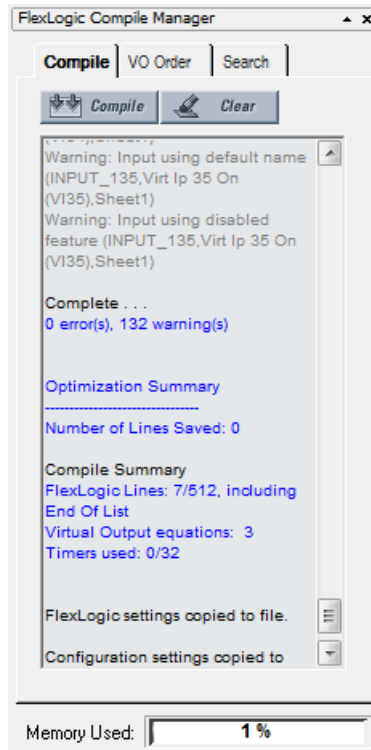 FlexLogic Compile Manager
Compile
VO Order
Search
Compile
Clear
(VI34),Sheet1)
Warning: Input using default name
(INPUT_135,Virt Ip 35 On
(VI35),Sheet1)
Warning: Input using disabled
feature (INPUT_135,Virt Ip 35 On
(VI35),Sheet1)
Complete . . .
0 error(s), 132 warning(s)
Optimization Summary
--------------------------------
Number of Lines Saved: 0
Compile Summary
FlexLogic Lines: 7/512, including
End Of List
Virtual Output equations:  3
Timers used: 0/32
FlexLogic settings copied to file.
Configuration settings copied to
Memory Used:
1 %